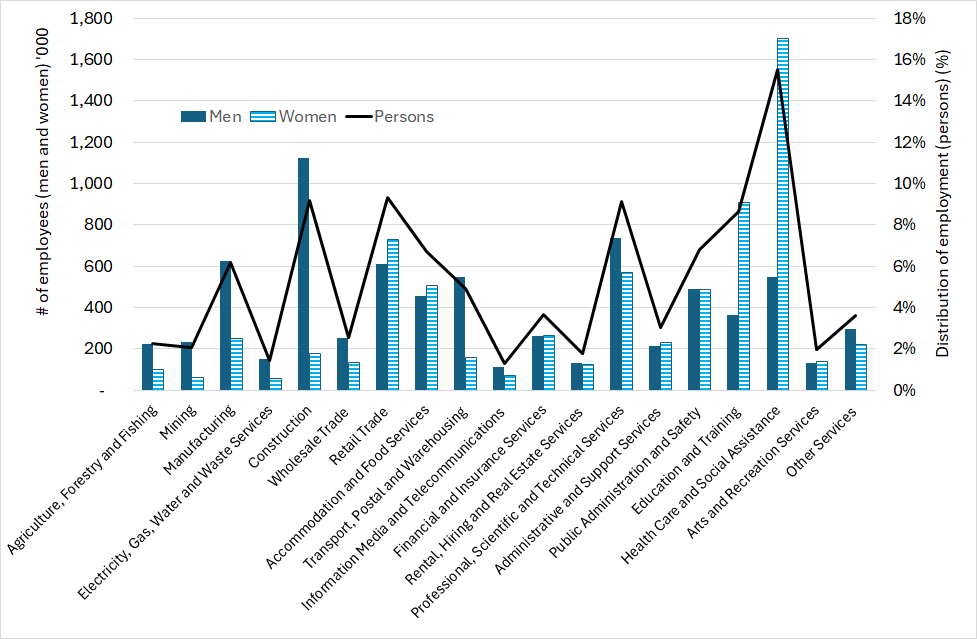 # of employees (men and women) '000
1,800
1,600
1,400
1,200
1,000
800
600
400
200
-
Men Women Persons
18%
16%
14%
12%
10%
8%
6%
4%
2%
0%
Distribution of employment (persons) (%)
Agriculture, Forestry and Fishing
Mining
Manufacturing
Electricity, Gas, Water and Waste Services
Construction
Wholesale Trade
Retail Trade
Accommodation and Food Services
Transport, Postal and Warehousing
Information Media and Telecommunications
Financial and Insurance Services
Rental, Hiring and Real Estate Services
Professional, Scientific and Technical Services
Administrative and Support Services
Public Administration and Safety
Education and Training
Health Care and Social Assistance
Arts and Recreation Services
Other Services